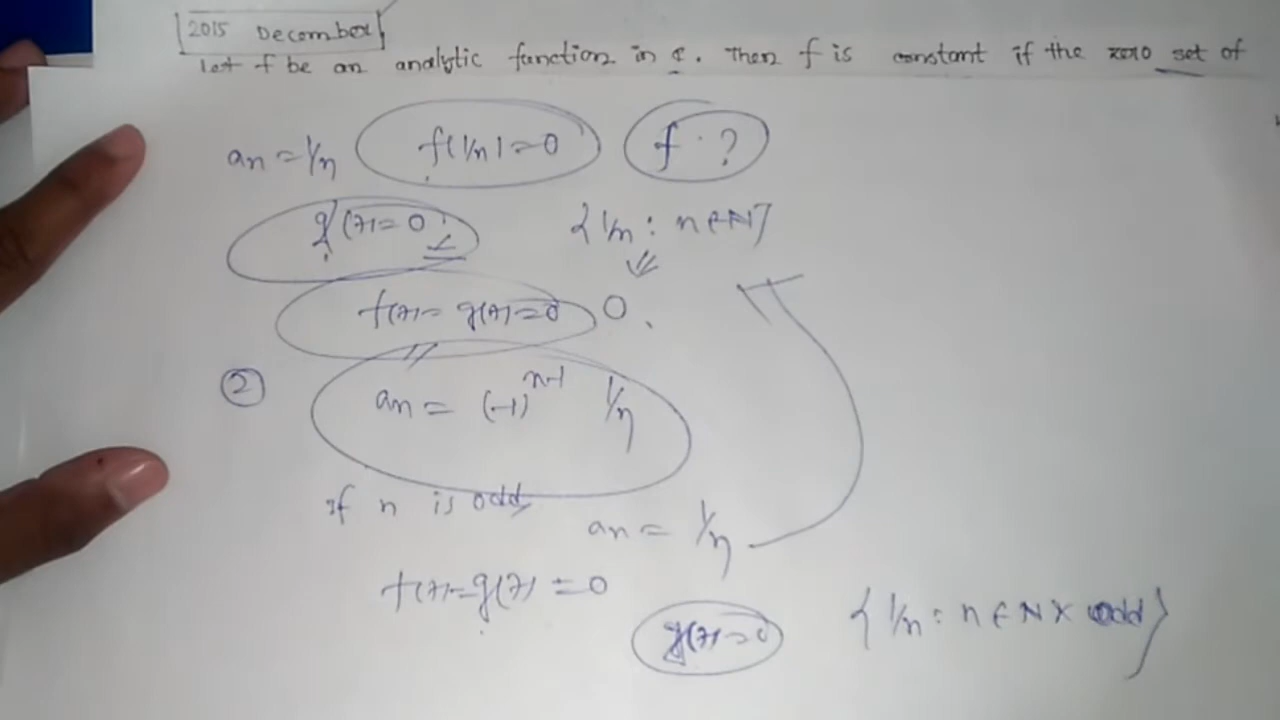 2015 December
let f be an analytic function in ¢. Then f is constant if the zero set of
an = 1/n f(1/n) = 0 f ?
g(z) = 0 {1/n : n ∈ N}
f(z) = g(z) = 0 0.
② an = (-1)^n-1 1/n
if n is odd,
an = 1/n
f(z) = g(z) = 0
g(z) = 0 {1/n : n ∈ N x odd}